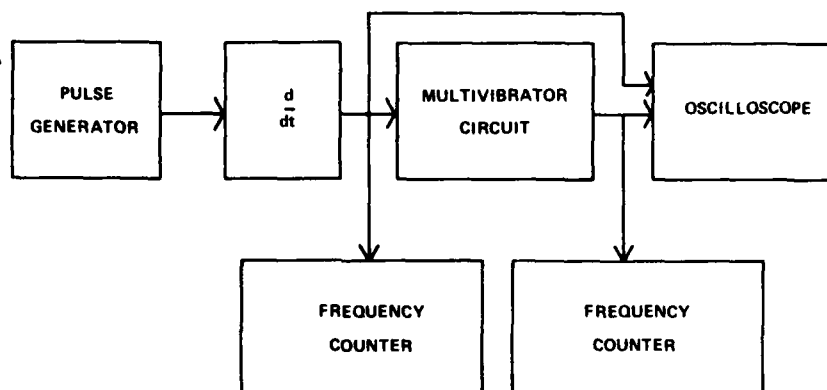 PULSE
GENERATOR
d
dt
MULTIVIBRATOR
CIRCUIT
OSCILLOSCOPE
FREQUENCY
COUNTER
FREQUENCY
COUNTER